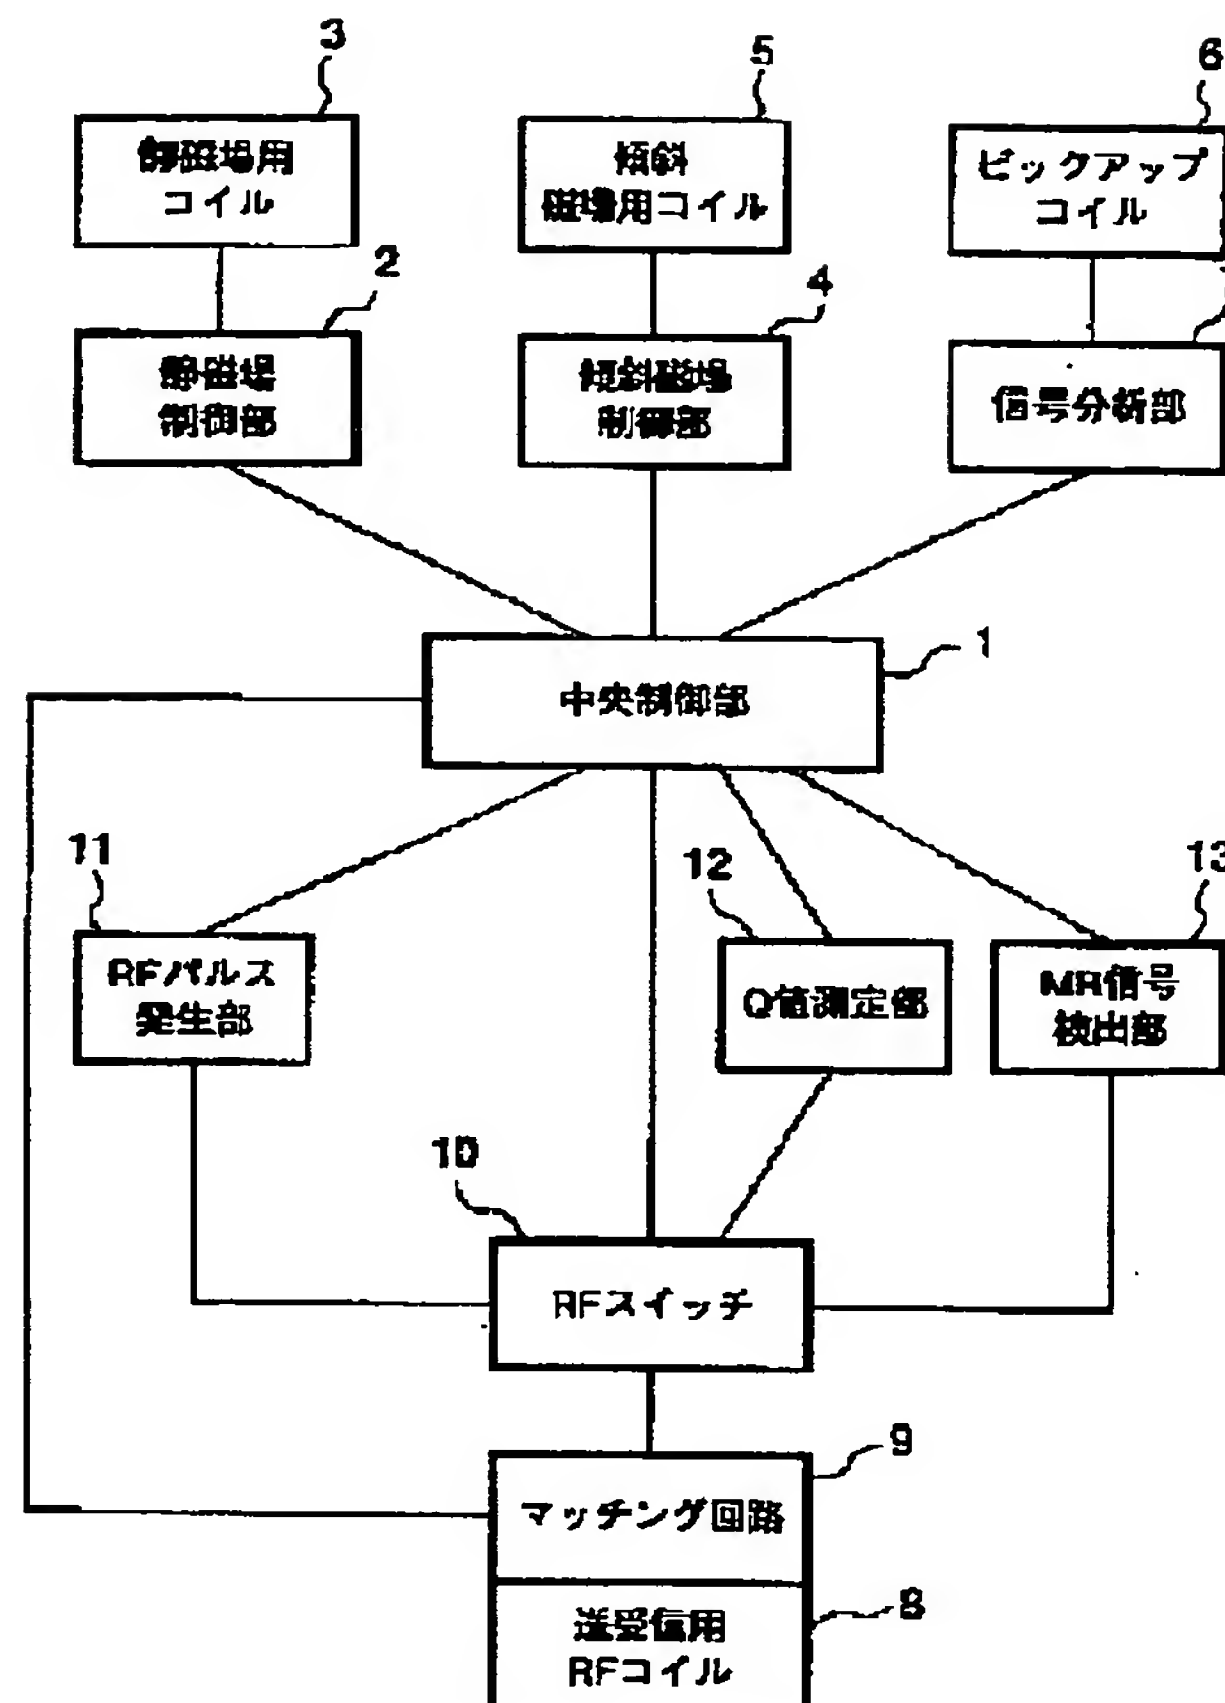 3
5
6
静磁場用
コイル
傾斜
磁場用コイル
ピックアップ
コイル
2
4
静磁場
制御部
傾斜磁場
制御部
信号分析部
1
中央制御部
11
12
13
RFパルス
発生部
Q値測定部
MR信号
検出部
10
RFスイッチ
9
マッチング回路
8
送受信用
RFコイル